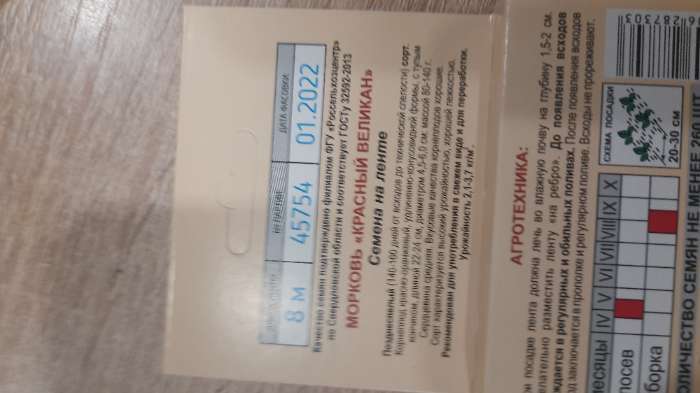 № ПАРТИИ ДАТА ФАСОВКИ
8 м 45754 01.2022
Качество семян подтверждено филиалом ФГУ «Россельхозцентр»
по Свердловской области и соответствует ГОСТу 32592-2013
МОРКОВЬ «КРАСНЫЙ ВЕЛИКАН»
Семена на ленте
Позднеспелый (140-160 дней от всходов до технической спелости) сорт.
Корнеплод красно-оранжевый, удлиненно-конусовидной формы, с тупым
кончиком, длиной 22-24 см, диаметром 4,5-6,0 см, массой 80-140 г.
Сердцевина средняя. Вкусовые качества корнеплодов хорошие.
Сорт характеризуется высокой урожайностью, хорошей лежкостью.
Рекомендован для употребления в свежем виде и для переработки.
Урожайность 2,1-3,7 кг/м².
АГРОТЕХНИКА:
посадке лента должна лечь во влажную почву на глубину 1,5-2 см.
разместить ленту «на ребро». До появления всходов
в регулярных и обильных поливах. После появления всходов
заключается в прополке и регулярном поливе. Всходы не прореживают.
МЕСЯЦЫ IV V VI VII VIII IX X
посев
уборка
СХЕМА ПОСАДКИ
20-30 см
КОЛИЧЕСТВО СЕМЯН НЕ МЕНЕЕ ШТ